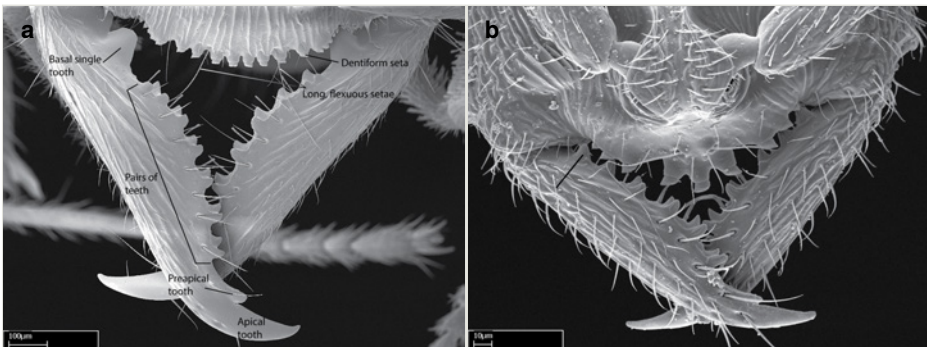 a
Basal single
tooth
Dentiform seta
Long, flexuous setae
Pairs of
teeth
Preapical
tooth
Apical
tooth
100µm
b
10µm